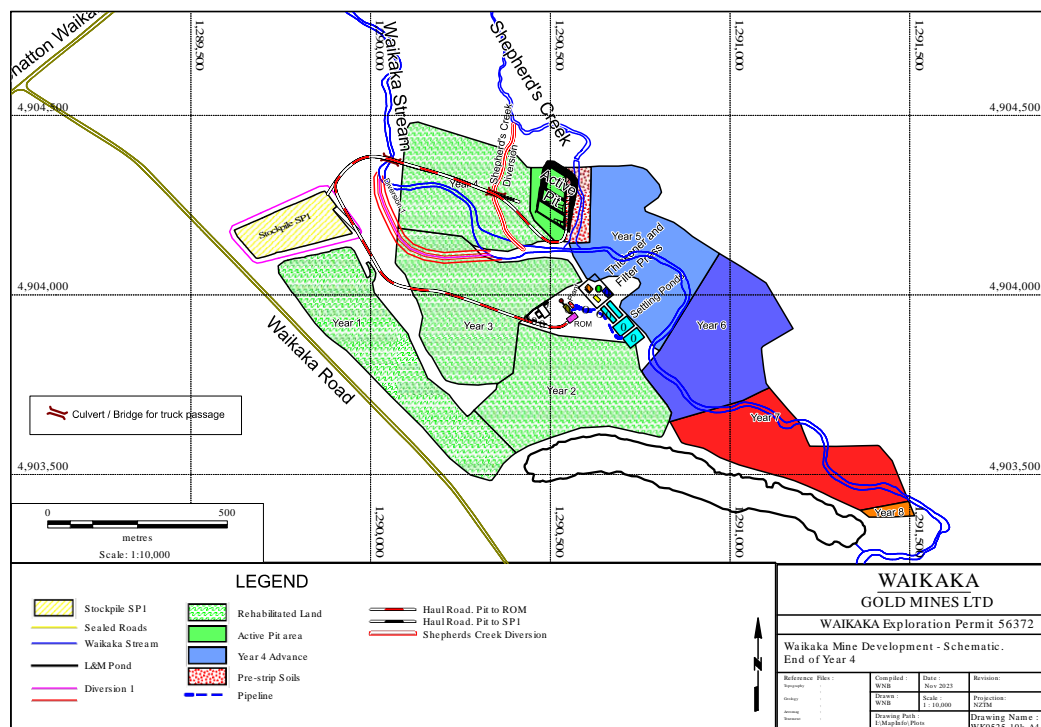 1,289,500
1,290,000
1,290,500
1,291,000
1,291,500
natton Waika
Waikaka Stream
Shepherd's Creek
4,904,500
4,904,500
Shepherd's Creek
Diversion
Year 4
Active
Pit
Diversion 1
Stockpile SP1
Year 5
Thickener and
Filter Press
Settling Ponds
4,904,000
4,904,000
Year 1
Year 3
ROM
Year 6
Waikaka Road
Year 2
Year 7
Culvert / Bridge for truck passage
4,903,500
4,903,500
Year 8
0 500
metres
Scale: 1:10,000
1,290,000
1,290,500
1,291,000
1,291,500
LEGEND
Stockpile SP1
Sealed Roads
Waikaka Stream
L&M Pond
Diversion 1
Rehabilitated Land
Active Pit area
Year 4 Advance
Pre-strip Soils
Pipeline
Haul Road. Pit to ROM
Haul Road. Pit to SP1
Shepherds Creek Diversion
N
WAIKAKA
GOLD MINES LTD
WAIKAKA Exploration Permit 56372
Waikaka Mine Development - Schematic.
End of Year 4
Reference Files :
Topography
Geology
Compiled :
WNB
Date :
Nov 2023
Revision:
Drawn :
WNB
Scale :
1 : 10,000
Projection:
NZTM
Drawing Path :
L:\Mapinfo\Plots
Drawing Name :